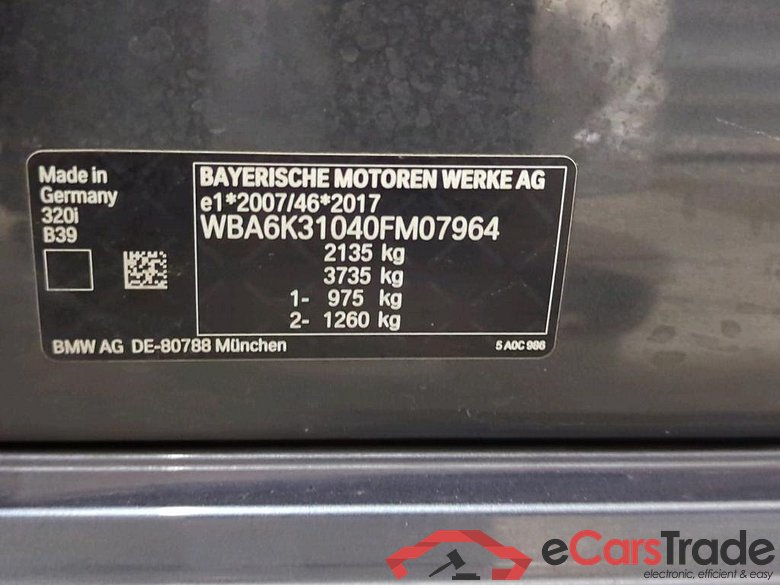 Made in
Germany
320i
B39
BAYERISCHE MOTOREN WERKE AG
e1*2007/46*2017
WBA6K31040FM07964
2135 kg
3735 kg
1- 975 kg
2- 1260 kg
BMW AG DE-80788 München
5 A0C 986
eCarsTrade
electronic, efficient & easy